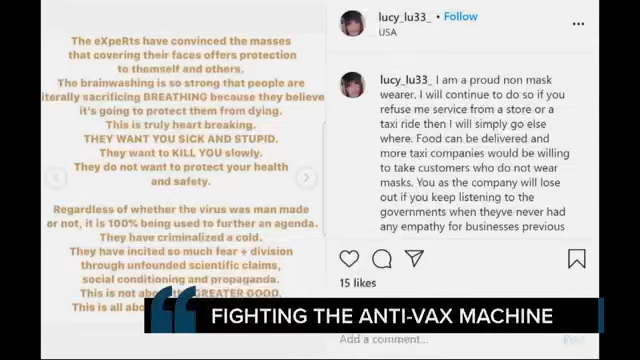 The eXpeRts have convinced the masses
that covering their faces offers protection
to themself and others.
The brainwashing is so strong that people are
iterally sacrificing BREATHING because they believe
it's going to protect them from dying.
This is truly heart breaking.
THEY WANT YOU SICK AND STUPID.
They want to KILL YOU slowly.
They do not want to protect your health
and safety.
Regardless of whether the virus was man made
or not, it is 100% being used to further an agenda.
They have criminalized a cold.
They have incited so much fear + division
through unfounded scientific claims,
social conditioning and propaganda.
This is not about the GREATER GOOD.
This is all abo
lucy_lu33_ • Follow
USA
lucy_lu33_ I am a proud non mask
wearer. I will continue to do so if you
refuse me service from a store or a
taxi ride then I will simply go else
where. Food can be delivered and
more taxi companies would be willing
to take customers who do not wear
masks. You as the company will lose
out if you keep listening to the
governments when theyve never had
any empathy for businesses previous
15 likes
FIGHTING THE ANTI-VAX MACHINE
Add a comment...
Post